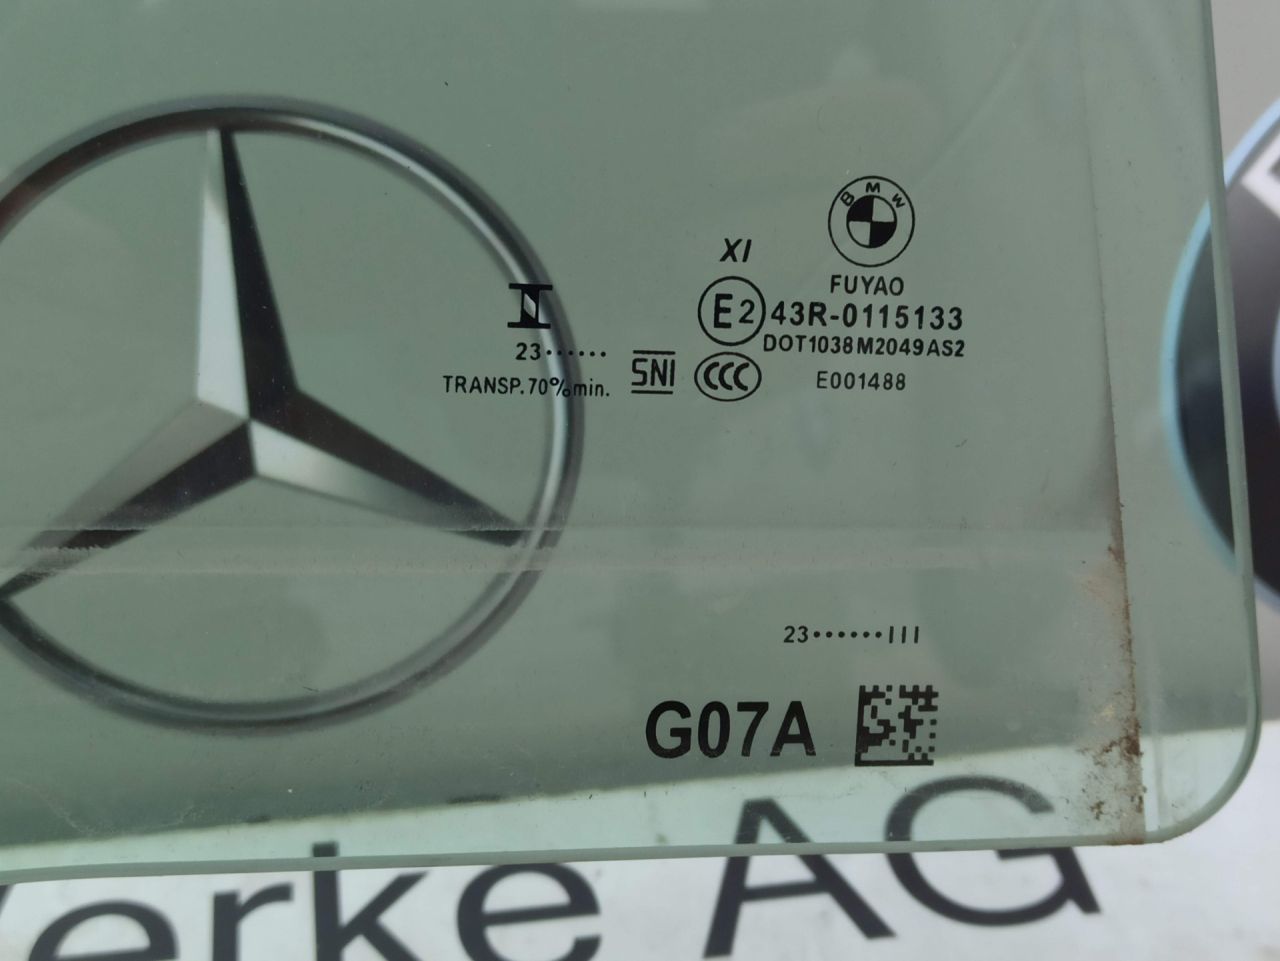 BMW
XI
FUYAO
E2 43R-0115133
DOT1038 M2049 AS2
23······
TRANSP. 70% min.
SNI
CCC
E001488
23······III
G07A
erke AG